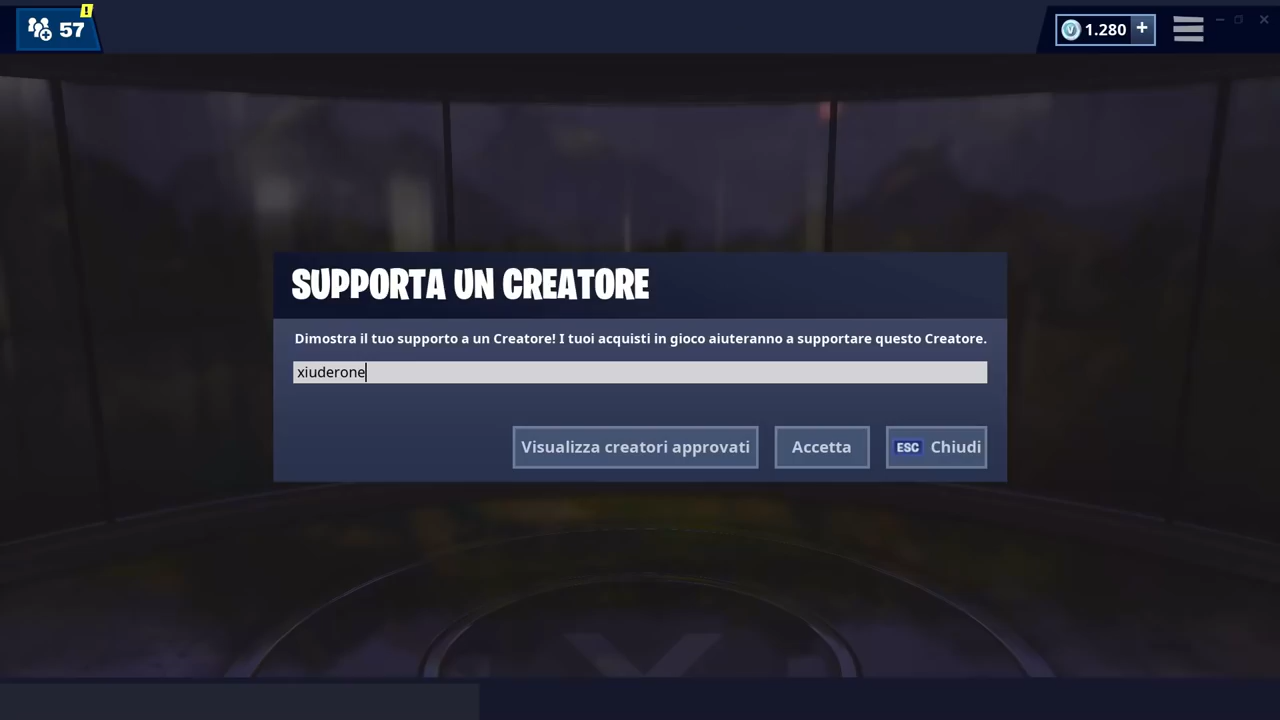 57
!
1.280 +
SUPPORTA UN CREATORE
Dimostra il tuo supporto a un Creatore! I tuoi acquisti in gioco aiuteranno a supportare questo Creatore.
xiuderone
Visualizza creatori approvati
Accetta
ESC Chiudi